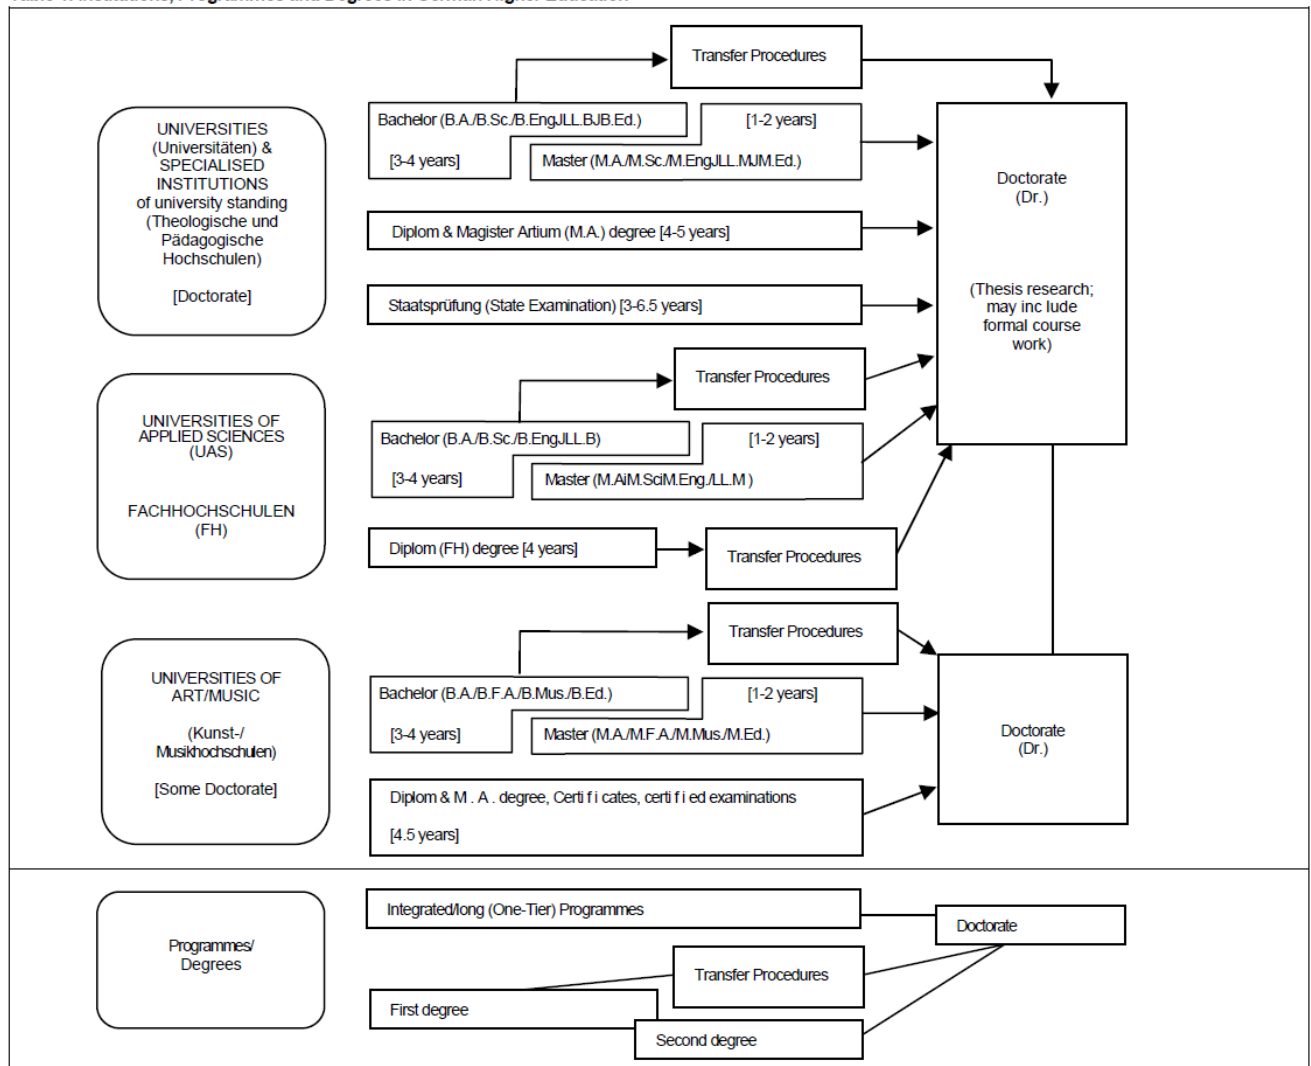 Transfer Procedures
UNIVERSITIES
(Universitäten) &
SPECIALISED
INSTITUTIONS
of university standing
(Theologische und
Pädagogische
Hochschulen)
[Doctorate]
Bachelor (B.A./B.Sc./B.EngJLL.BJB.Ed.)
[1-2 years]
[3-4 years]
Master (M.A./M.Sc./M.EngJLL.MJM.Ed.)
Diplom & Magister Artium (M.A.) degree [4-5 years]
Staatsprüfung (State Examination) [3-6.5 years]
Doctorate
(Dr.)
(Thesis research;
may inc lude
formal course
work)
UNIVERSITIES OF
APPLIED SCIENCES
(UAS)
FACHHOCHSCHULEN
(FH)
Transfer Procedures
Bachelor (B.A./B.Sc./B.EngJLL.B)
[1-2 years]
[3-4 years]
Master (M.AiM.SciM.Eng./LL.M )
Diplom (FH) degree [4 years]
Transfer Procedures
UNIVERSITIES OF
ART/MUSIC
(Kunst-/
Musikhochschulen)
[Some Doctorate]
Transfer Procedures
Bachelor (B.A./B.F.A./B.Mus./B.Ed.)
[1-2 years]
[3-4 years]
Master (M.A./M.F.A./M.Mus./M.Ed.)
Diplom & M . A . degree, Certi f i cates, certi f i ed examinations
[4.5 years]
Doctorate
(Dr.)
Programmes/
Degrees
Integrated/long (One-Tier) Programmes
Doctorate
Transfer Procedures
First degree
Second degree